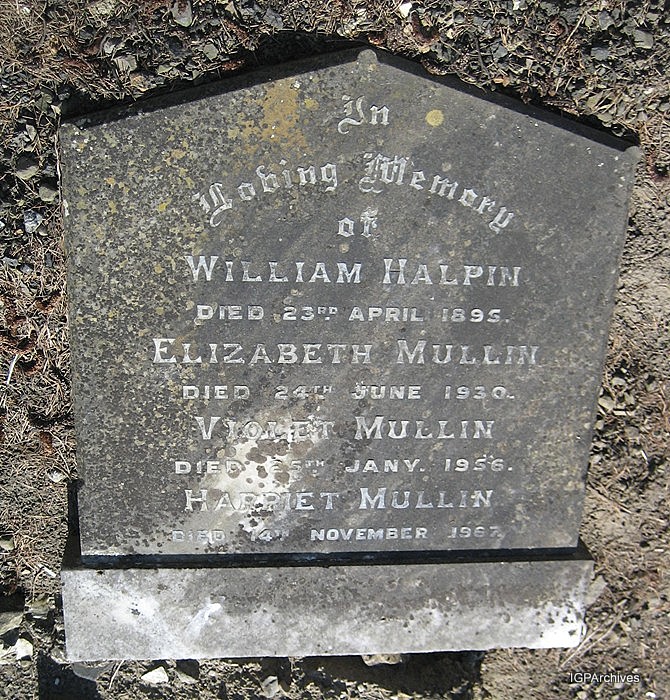 In
Loving Memory
of
WILLIAM HALPIN
DIED 23RD APRIL 1895.
ELIZABETH MULLIN
DIED 24TH JUNE 1930.
VIOLET MULLIN
DIED 25TH JANY. 1956.
HARRIET MULLIN
DIED 14TH NOVEMBER 1967.
IGPArchives